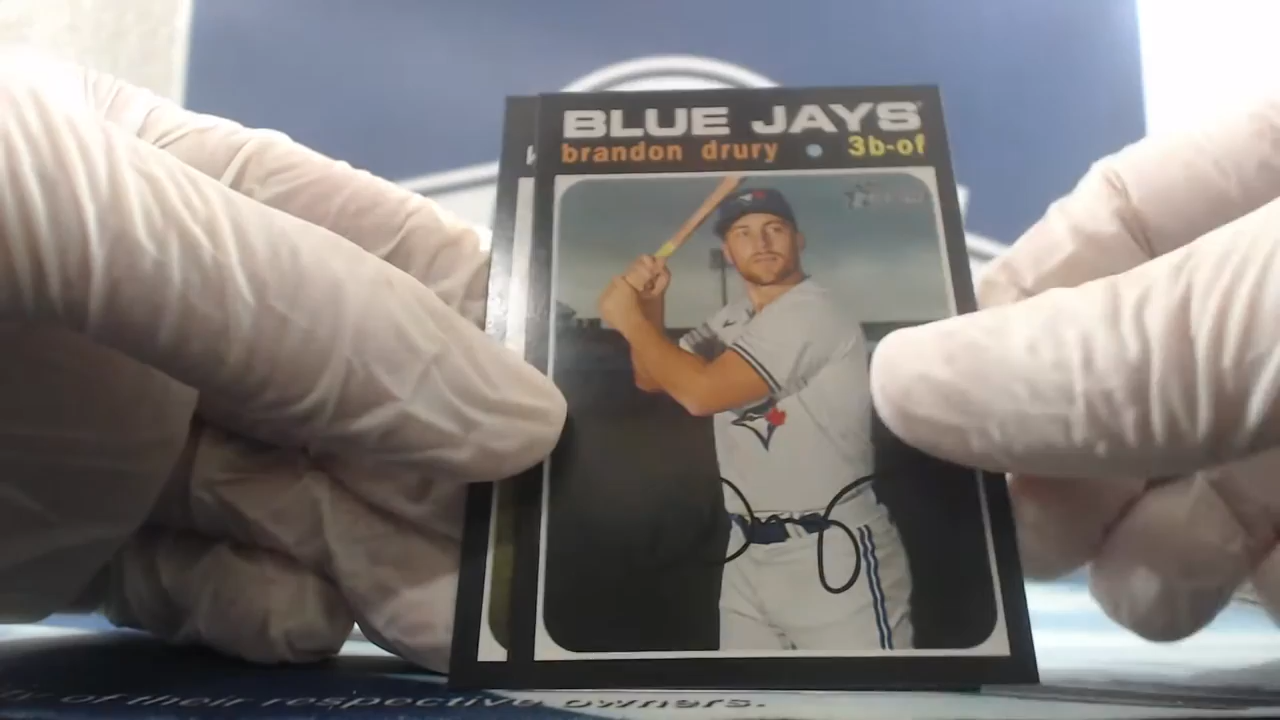 BLUE JAYS
brandon drury • 3b-of
of their respective owners.